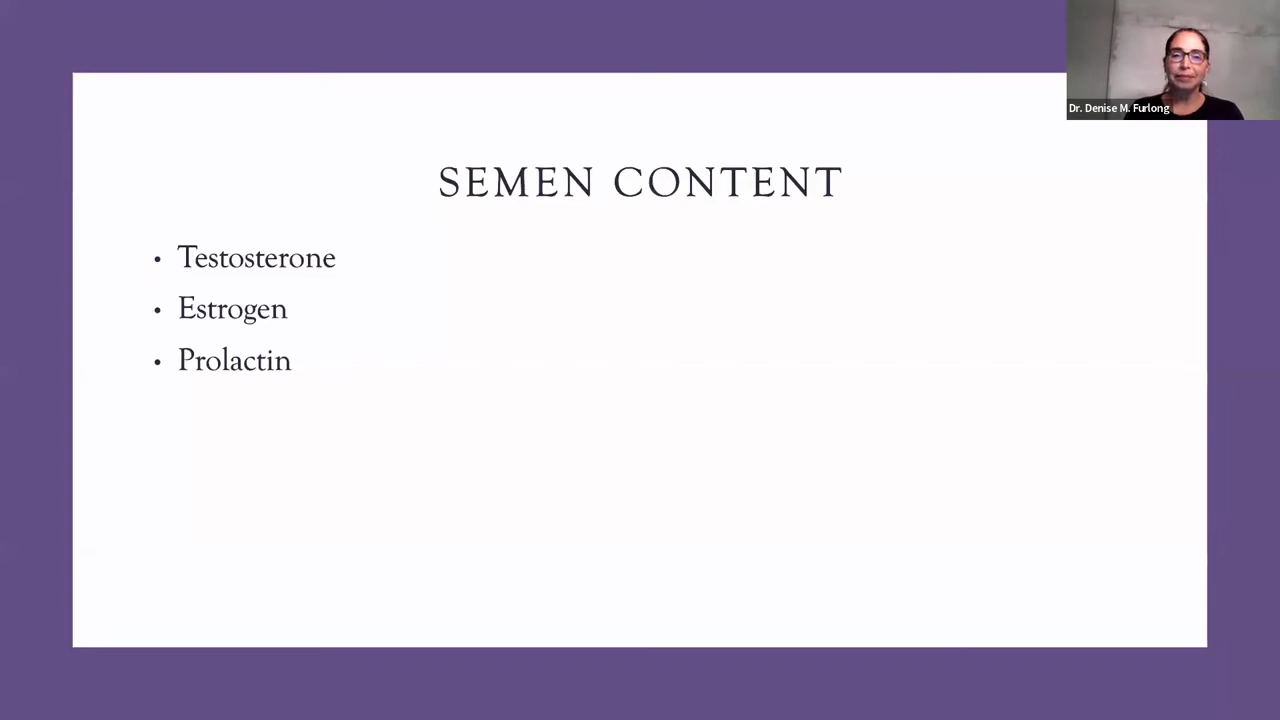 Dr. Denise M. Furlong
SEMEN CONTENT
• Testosterone
• Estrogen
• Prolactin